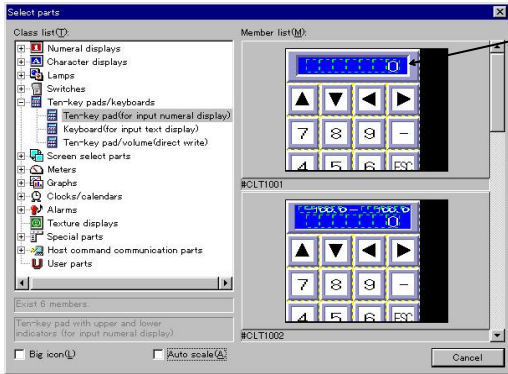 Select parts
Class list(T):
Numeral displays
Character displays
Lamps
Switches
Ten-key pads/keyboards
Ten-key pad(for input numeral display)
Keyboard(for input text display)
Ten-key pad/volume(direct write)
Screen select parts
Meters
Graphs
Clocks/calendars
Alarms
Texture displays
Special parts
Host command communication parts
User parts
Exist 6 members.
Ten-key pad with upper and lower
indicators (for input numeral display)
Big icon(L)
Auto scale(A)
Member list(M):
0
7 8 9 -
4 5 6 ESC
#CLT1001
0
7 8 9 -
4 5 6 ESC
#CLT1002
Cancel